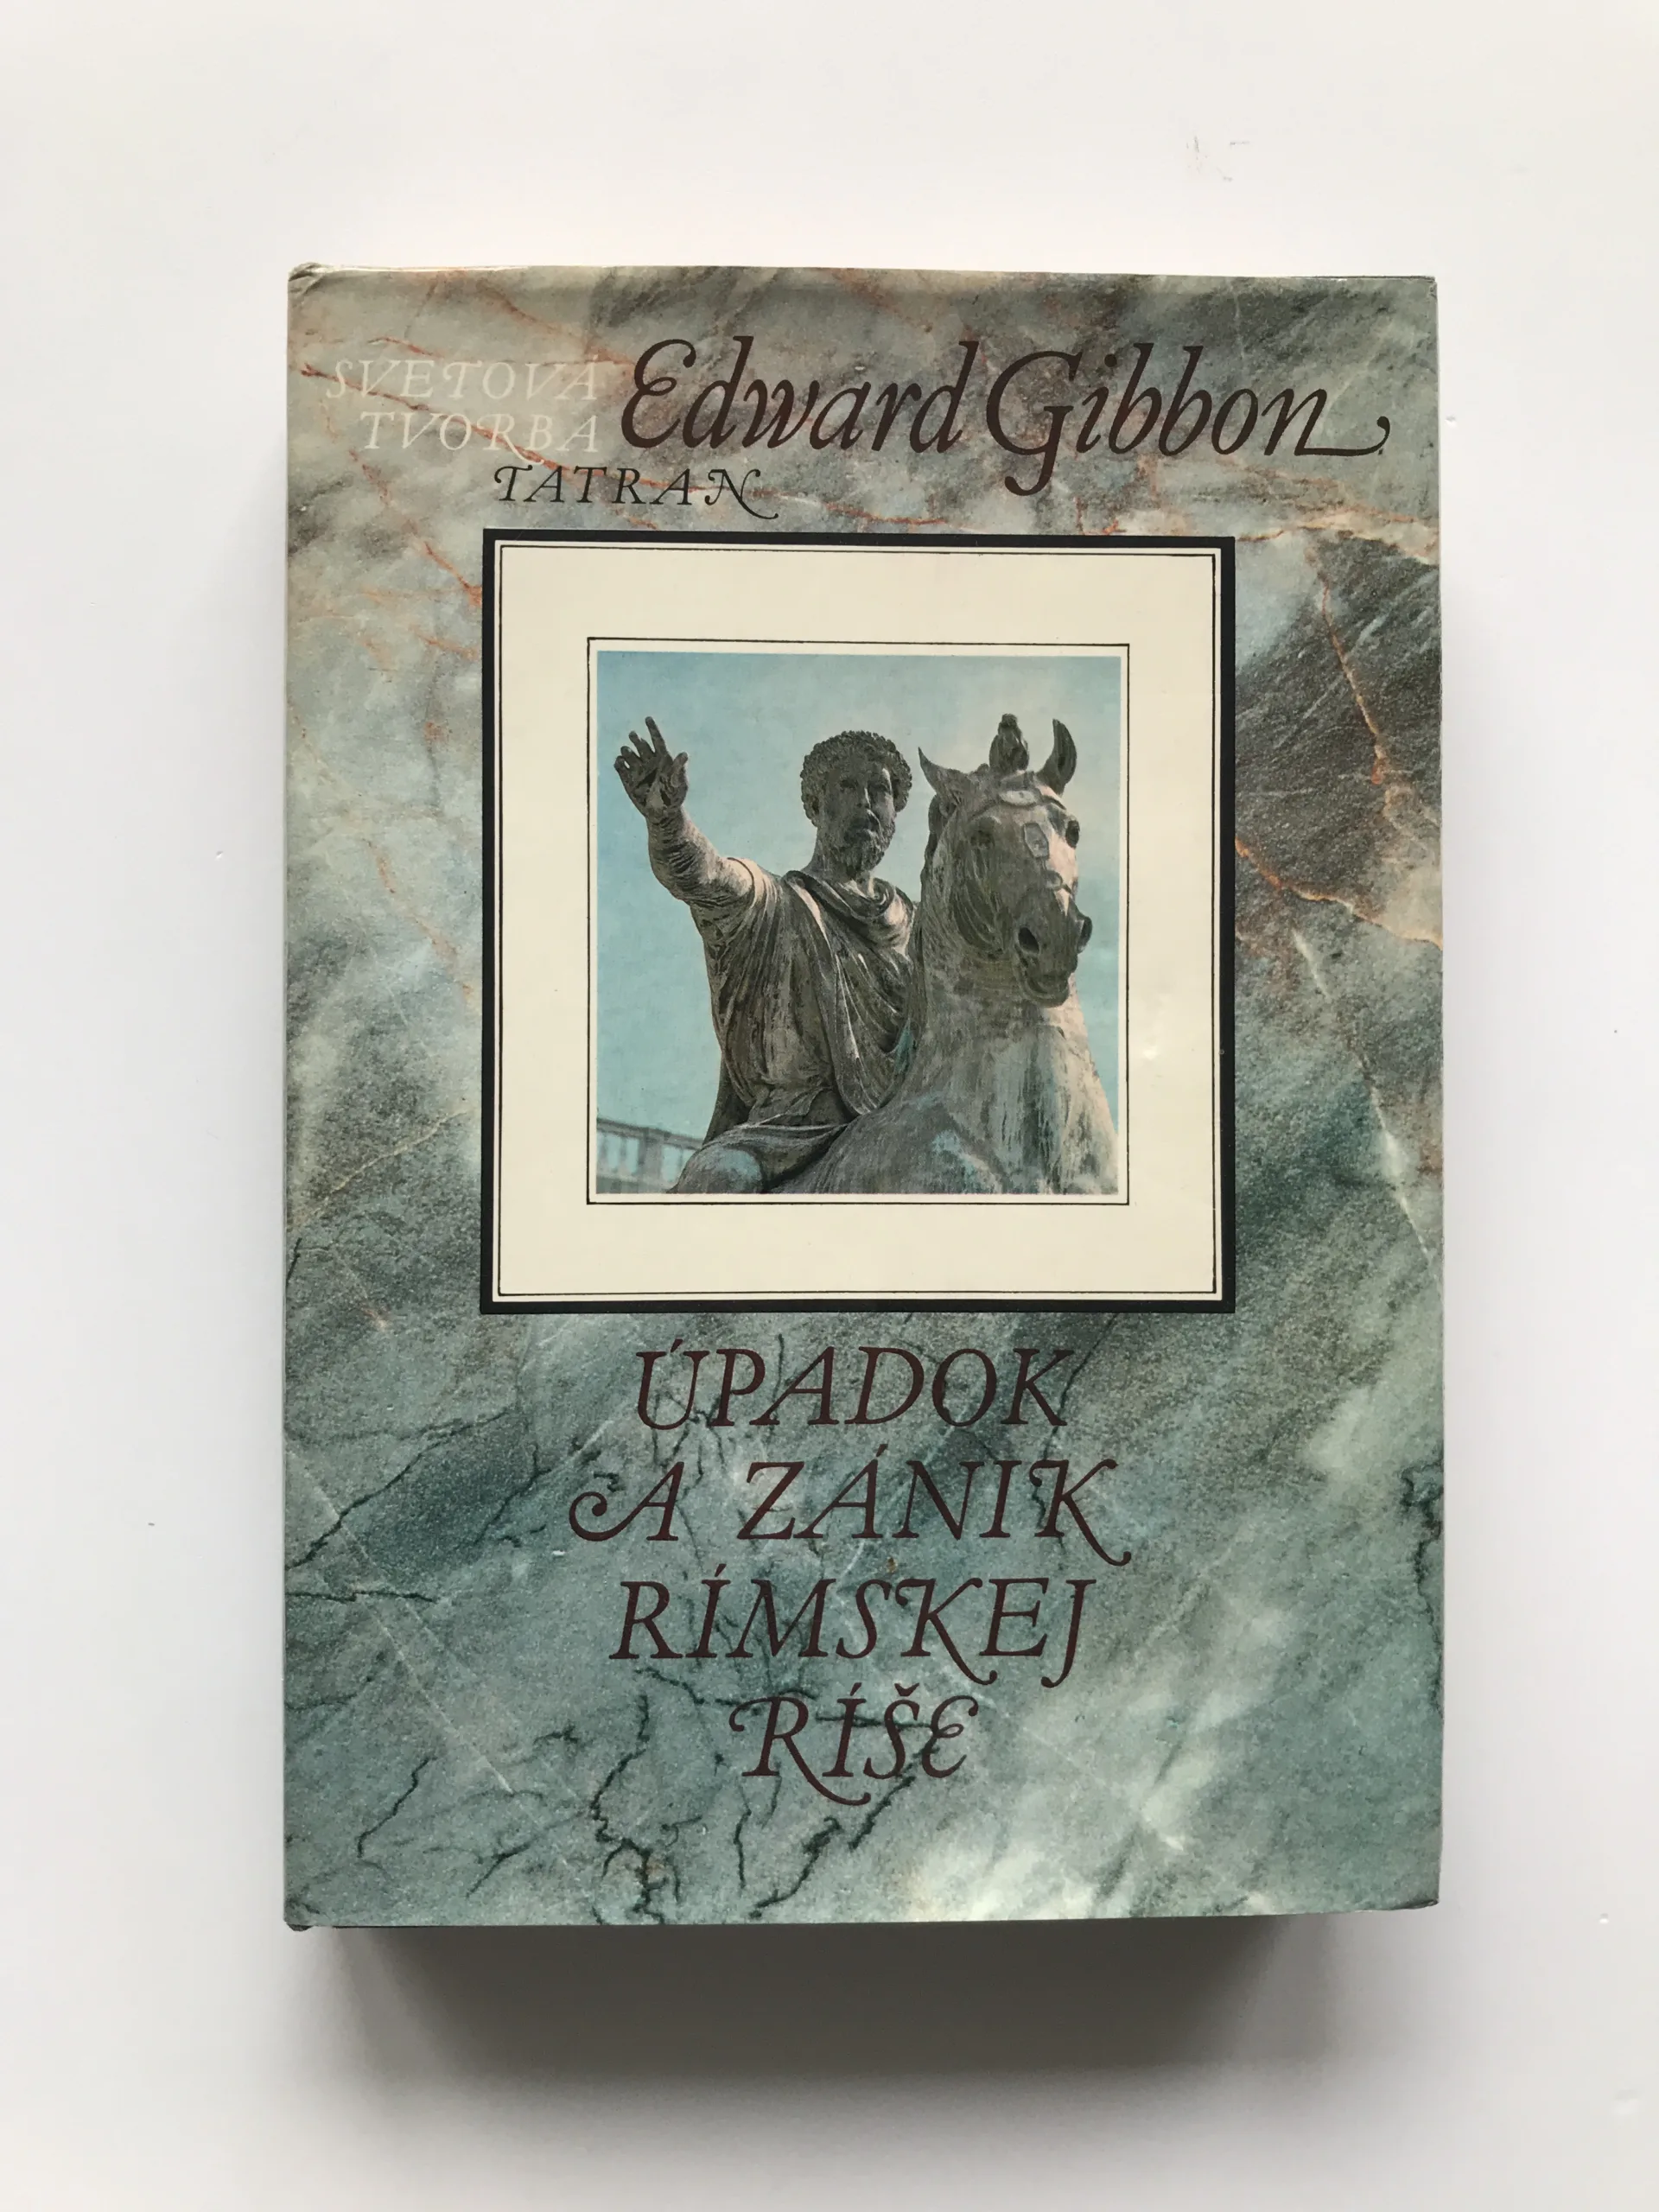 SVETOVÁ
TVORBA
TATRAN
Edward Gibbon
ÚPADOK
A ZÁNIK
RÍMSKEJ
RÍŠE